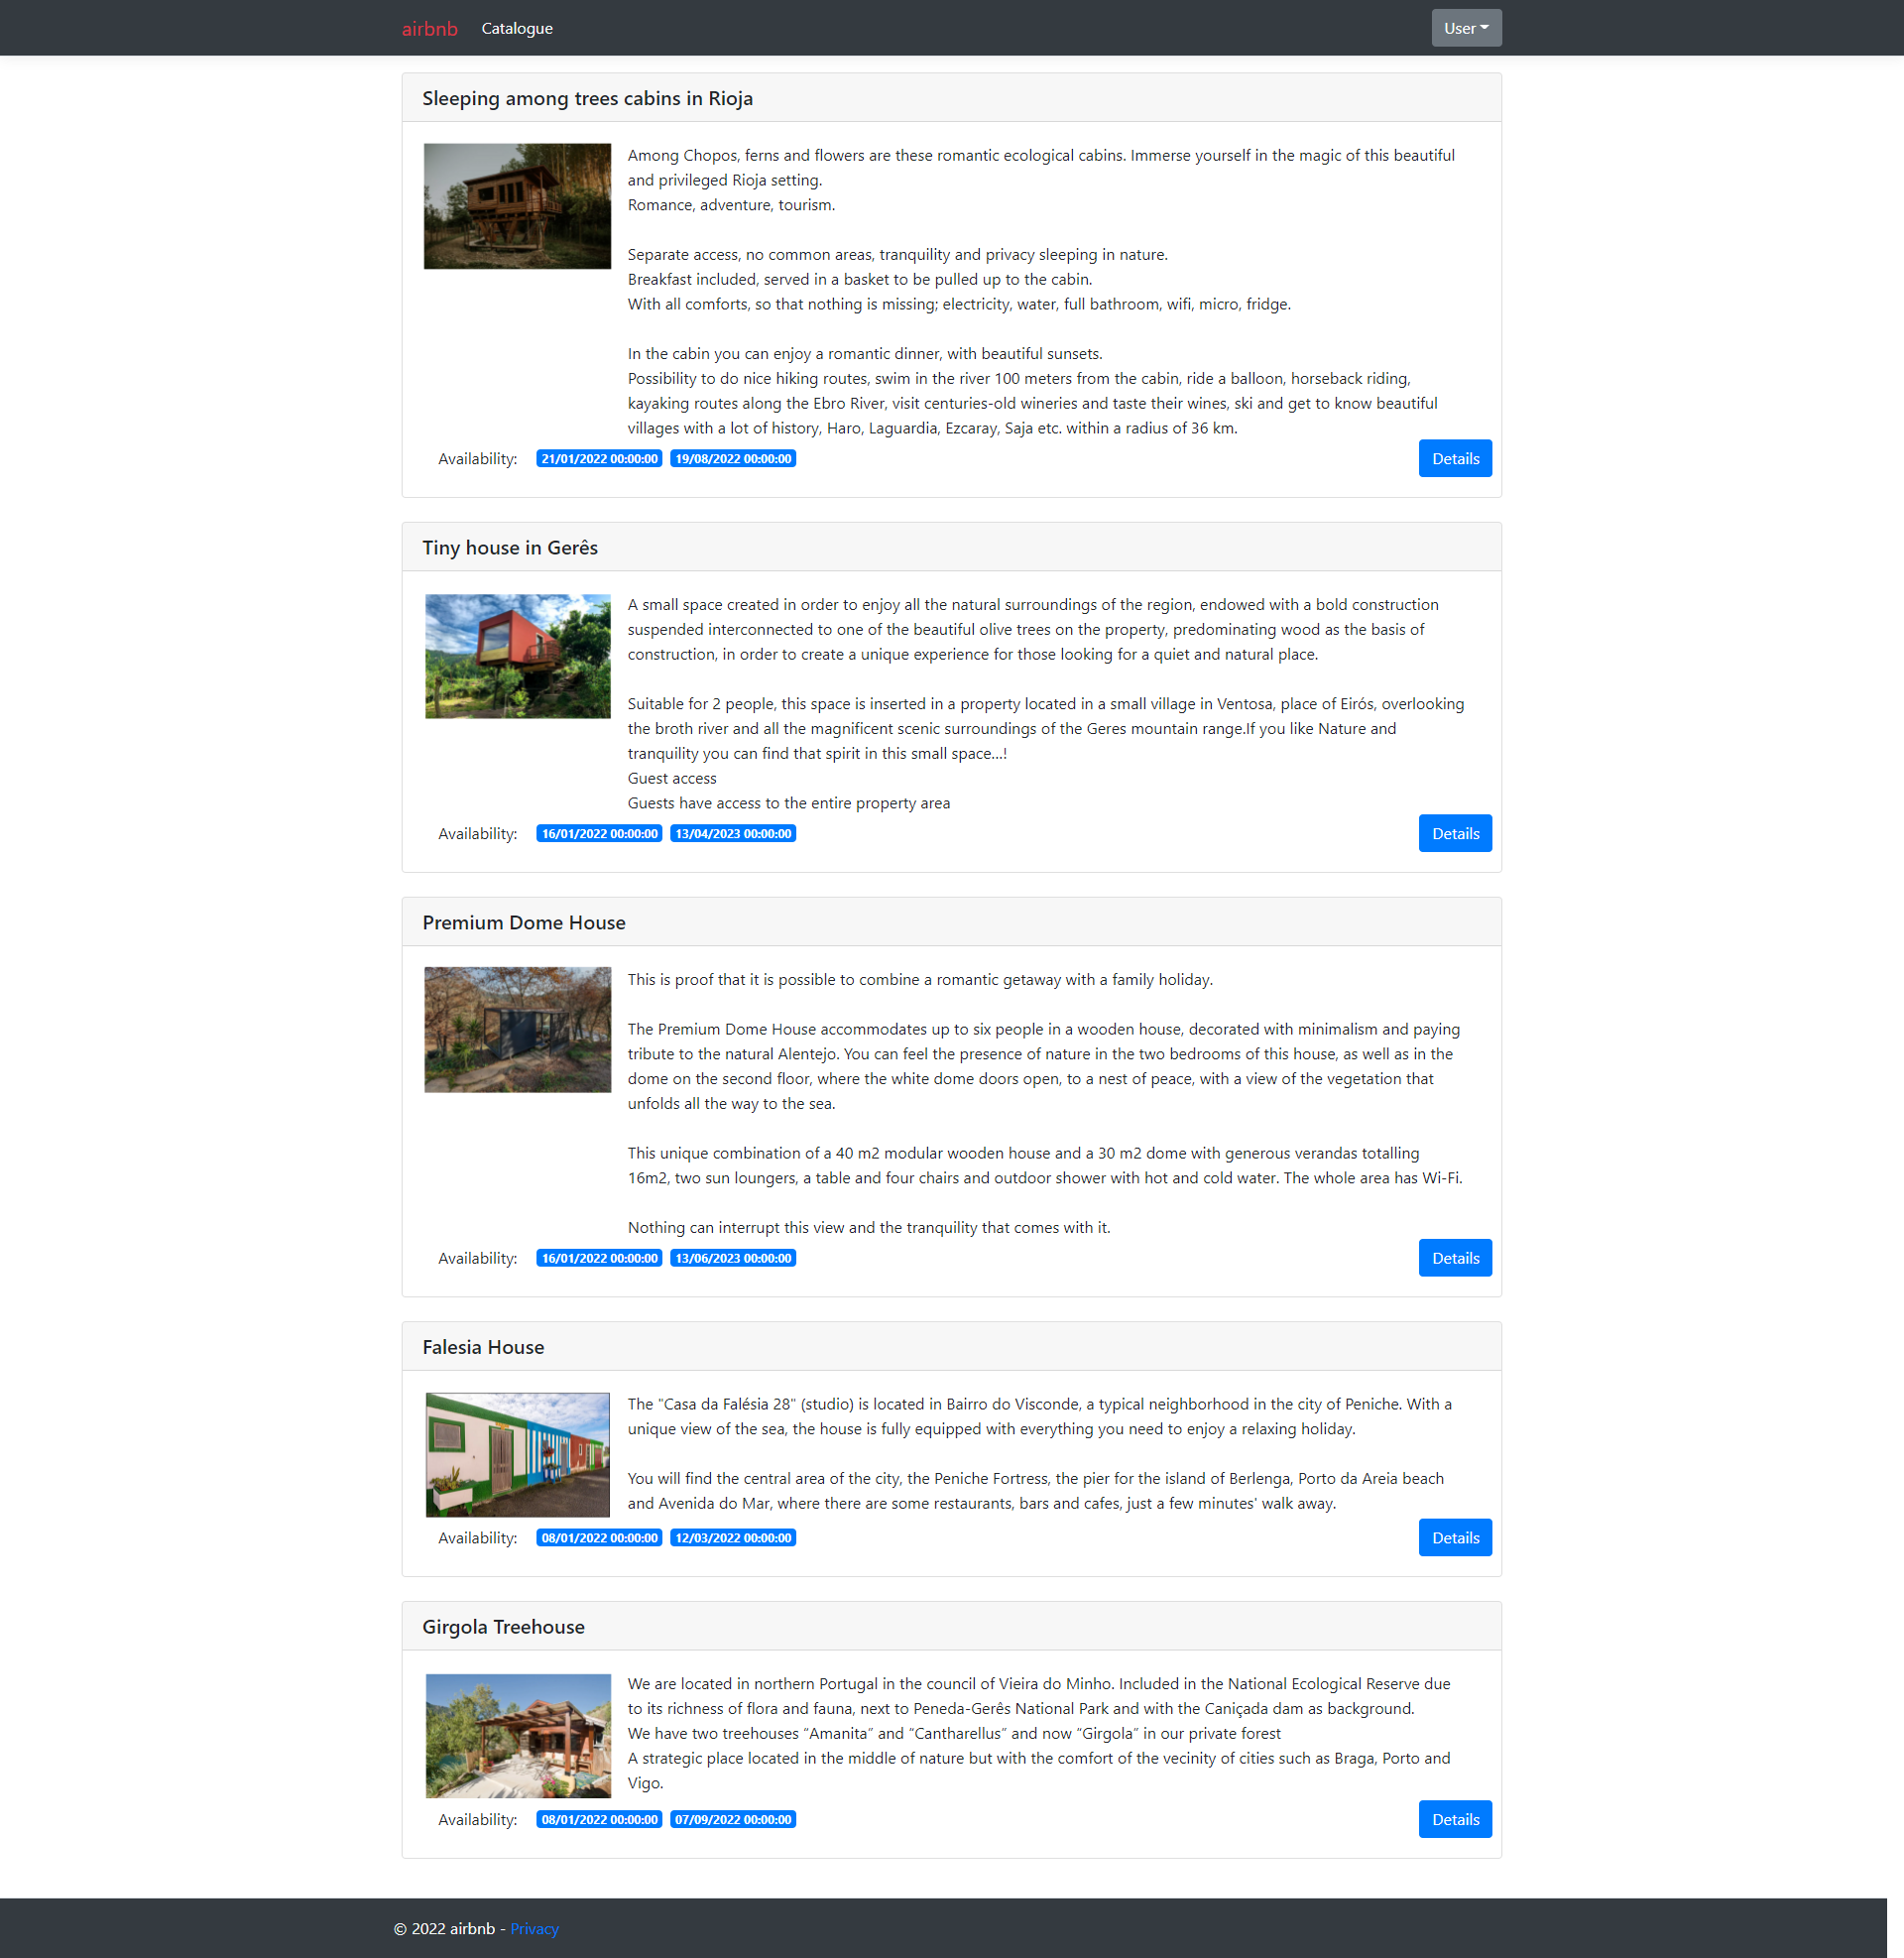 airbnb Catalogue User
Sleeping among trees cabins in Rioja
Among Chopos, ferns and flowers are these romantic ecological cabins. Immerse yourself in the magic of this beautiful
and privileged Rioja setting.
Romance, adventure, tourism.
Separate access, no common areas, tranquility and privacy sleeping in nature.
Breakfast included, served in a basket to be pulled up to the cabin.
With all comforts, so that nothing is missing; electricity, water, full bathroom, wifi, micro, fridge.
In the cabin you can enjoy a romantic dinner, with beautiful sunsets.
Possibility to do nice hiking routes, swim in the river 100 meters from the cabin, ride a balloon, horseback riding,
kayaking routes along the Ebro River, visit centuries-old wineries and taste their wines, ski and get to know beautiful
villages with a lot of history, Haro, Laguardia, Ezcaray, Saja etc. within a radius of 36 km.
Availability: 21/01/2022 00:00:00 19/08/2022 00:00:00 Details
Tiny house in Gerês
A small space created in order to enjoy all the natural surroundings of the region, endowed with a bold construction
suspended interconnected to one of the beautiful olive trees on the property, predominating wood as the basis of
construction, in order to create a unique experience for those looking for a quiet and natural place.
Suitable for 2 people, this space is inserted in a property located in a small village in Ventosa, place of Eirós, overlooking
the broth river and all the magnificent scenic surroundings of the Geres mountain range.If you like Nature and
tranquility you can find that spirit in this small space...!
Guest access
Guests have access to the entire property area
Availability: 16/01/2022 00:00:00 13/04/2023 00:00:00 Details
Premium Dome House
This is proof that it is possible to combine a romantic getaway with a family holiday.
The Premium Dome House accommodates up to six people in a wooden house, decorated with minimalism and paying
tribute to the natural Alentejo. You can feel the presence of nature in the two bedrooms of this house, as well as in the
dome on the second floor, where the white dome doors open, to a nest of peace, with a view of the vegetation that
unfolds all the way to the sea.
This unique combination of a 40 m2 modular wooden house and a 30 m2 dome with generous verandas totalling
16m2, two sun loungers, a table and four chairs and outdoor shower with hot and cold water. The whole area has Wi-Fi.
Nothing can interrupt this view and the tranquility that comes with it.
Availability: 16/01/2022 00:00:00 13/06/2023 00:00:00 Details
Falesia House
The "Casa da Falésia 28" (studio) is located in Bairro do Visconde, a typical neighborhood in the city of Peniche. With a
unique view of the sea, the house is fully equipped with everything you need to enjoy a relaxing holiday.
You will find the central area of the city, the Peniche Fortress, the pier for the island of Berlenga, Porto da Areia beach
and Avenida do Mar, where there are some restaurants, bars and cafes, just a few minutes' walk away.
Availability: 08/01/2022 00:00:00 12/03/2022 00:00:00 Details
Girgola Treehouse
We are located in northern Portugal in the council of Vieira do Minho. Included in the National Ecological Reserve due
to its richness of flora and fauna, next to Peneda-Gerês National Park and with the Caniçada dam as background.
We have two treehouses “Amanita” and “Cantharellus” and now “Girgola” in our private forest
A strategic place located in the middle of nature but with the comfort of the vecinity of cities such as Braga, Porto and
Vigo.
Availability: 08/01/2022 00:00:00 07/09/2022 00:00:00 Details
© 2022 airbnb - Privacy